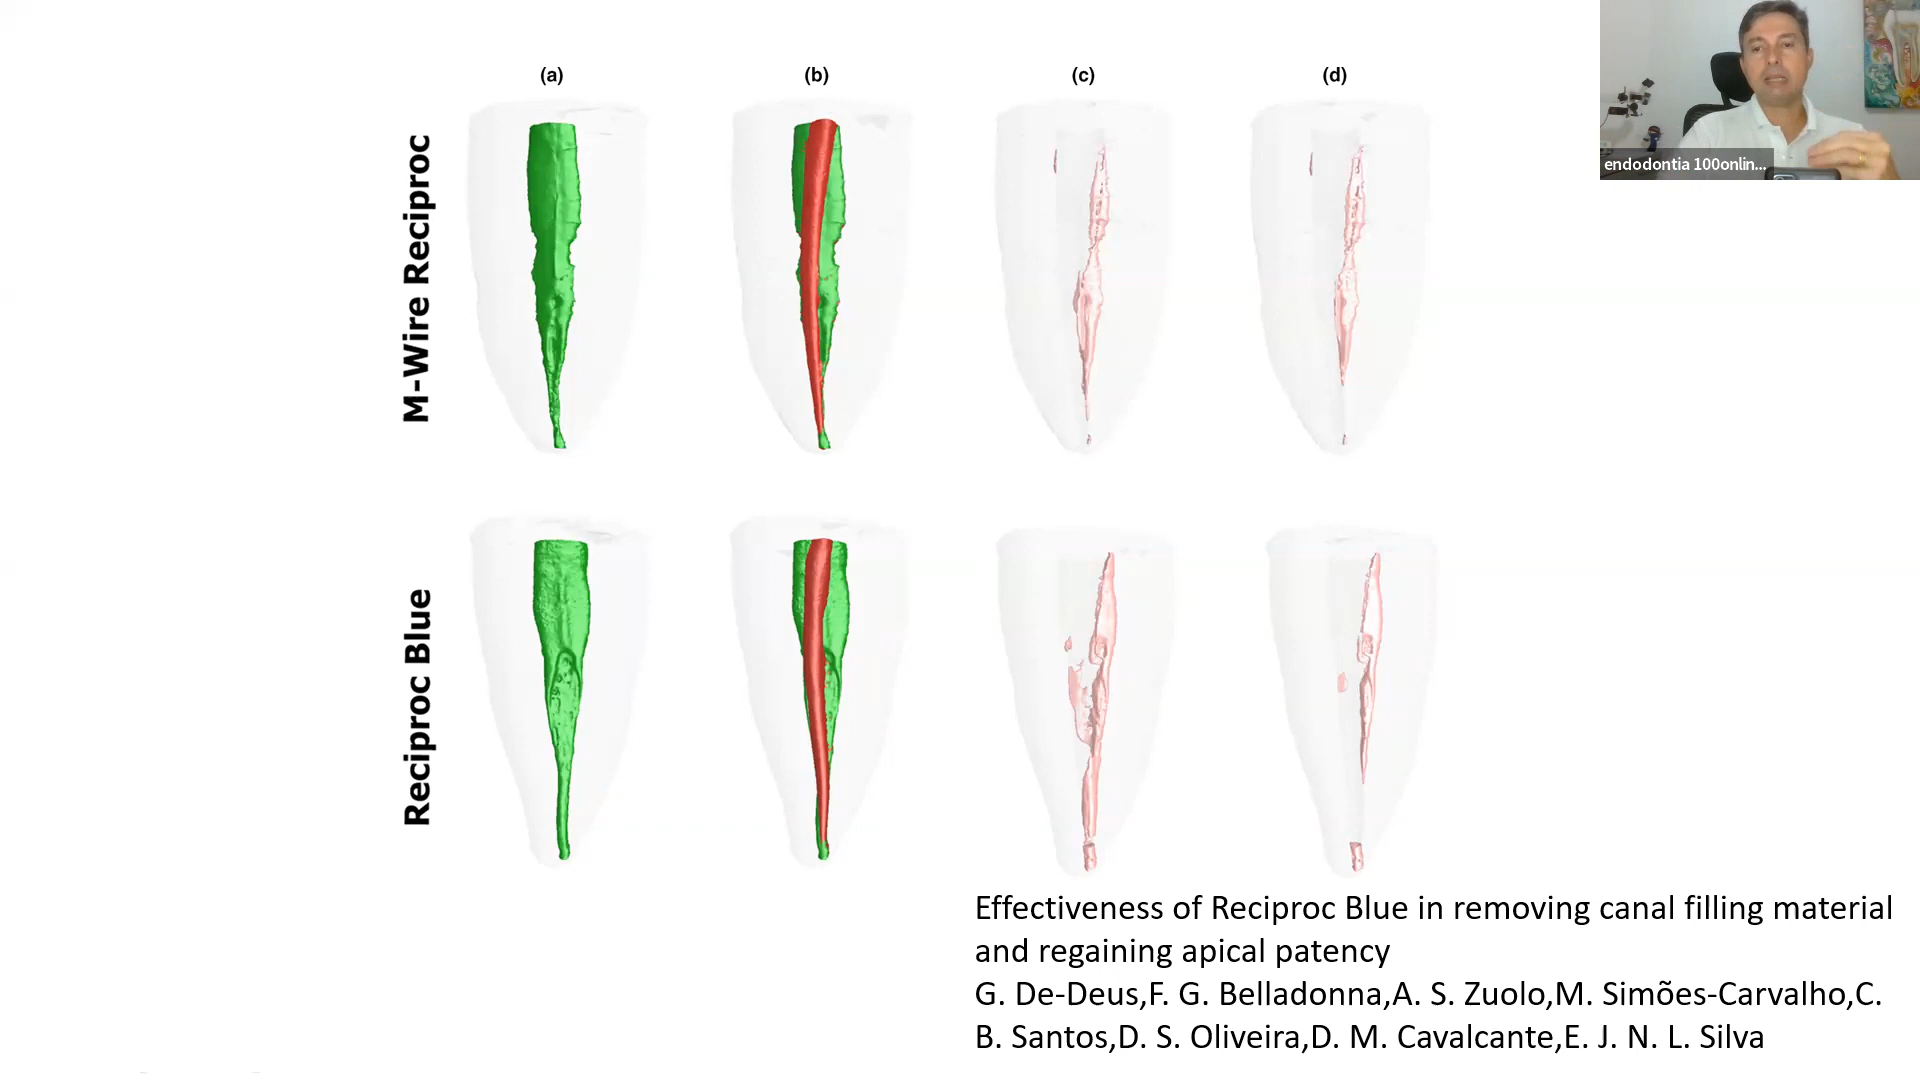 (a)
(b)
(c)
(d)
M-Wire Reciproc
Reciproc Blue
endodontia 100onlin...
Effectiveness of Reciproc Blue in removing canal filling material
and regaining apical patency
G. De-Deus,F. G. Belladonna,A. S. Zuolo,M. Simões-Carvalho,C.
B. Santos,D. S. Oliveira,D. M. Cavalcante,E. J. N. L. Silva